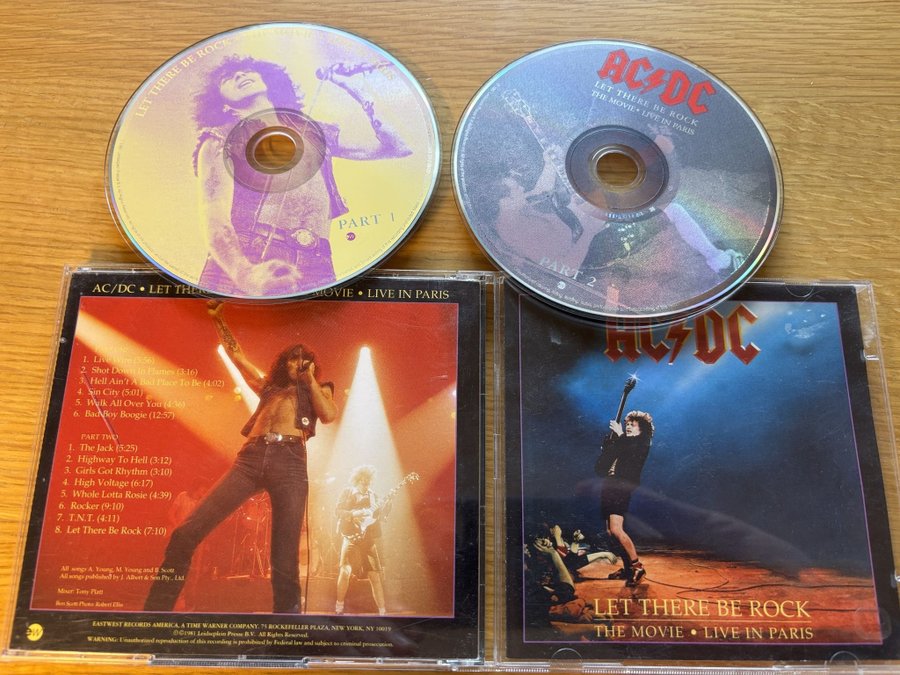 LET THERE BE ROCK
PART 1
ew
AC/DC
LET THERE BE ROCK
THE MOVIE • LIVE IN PARIS
PART 2
ew
AC/DC • LET THE
MOVIE • LIVE IN PARIS
1. Live Wire (5:56)
2. Shot Down In Flames (3:16)
3. Hell Ain't A Bad Place To Be (4:02)
4. Sin City (5:01)
5. Walk All Over You (4:36)
6. Bad Boy Boogie (12:57)
PART TWO
1. The Jack (5:25)
2. Highway To Hell (3:12)
3. Girls Got Rhythm (3:10)
4. High Voltage (6:17)
5. Whole Lotta Rosie (4:39)
6. Rocker (9:10)
7. T.N.T. (4:11)
8. Let There Be Rock (7:10)
All songs A. Young, M. Young and B. Scott
All songs published by J. Albert & Son Pty., Ltd.
Mixer: Tony Platt
Bon Scott Photo: Robert Ellis
ew
EASTWEST RECORDS AMERICA, A TIME WARNER COMPANY. 75 ROCKEFELLER PLAZA, NEW YORK, NY 10019
℗©1981 Leidseplein Presse B.V. All Rights Reserved.
WARNING: Unauthorized reproduction of this recording is prohibited by Federal law and subject to criminal prosecution.
AC/DC
LET THERE BE ROCK
THE MOVIE • LIVE IN PARIS